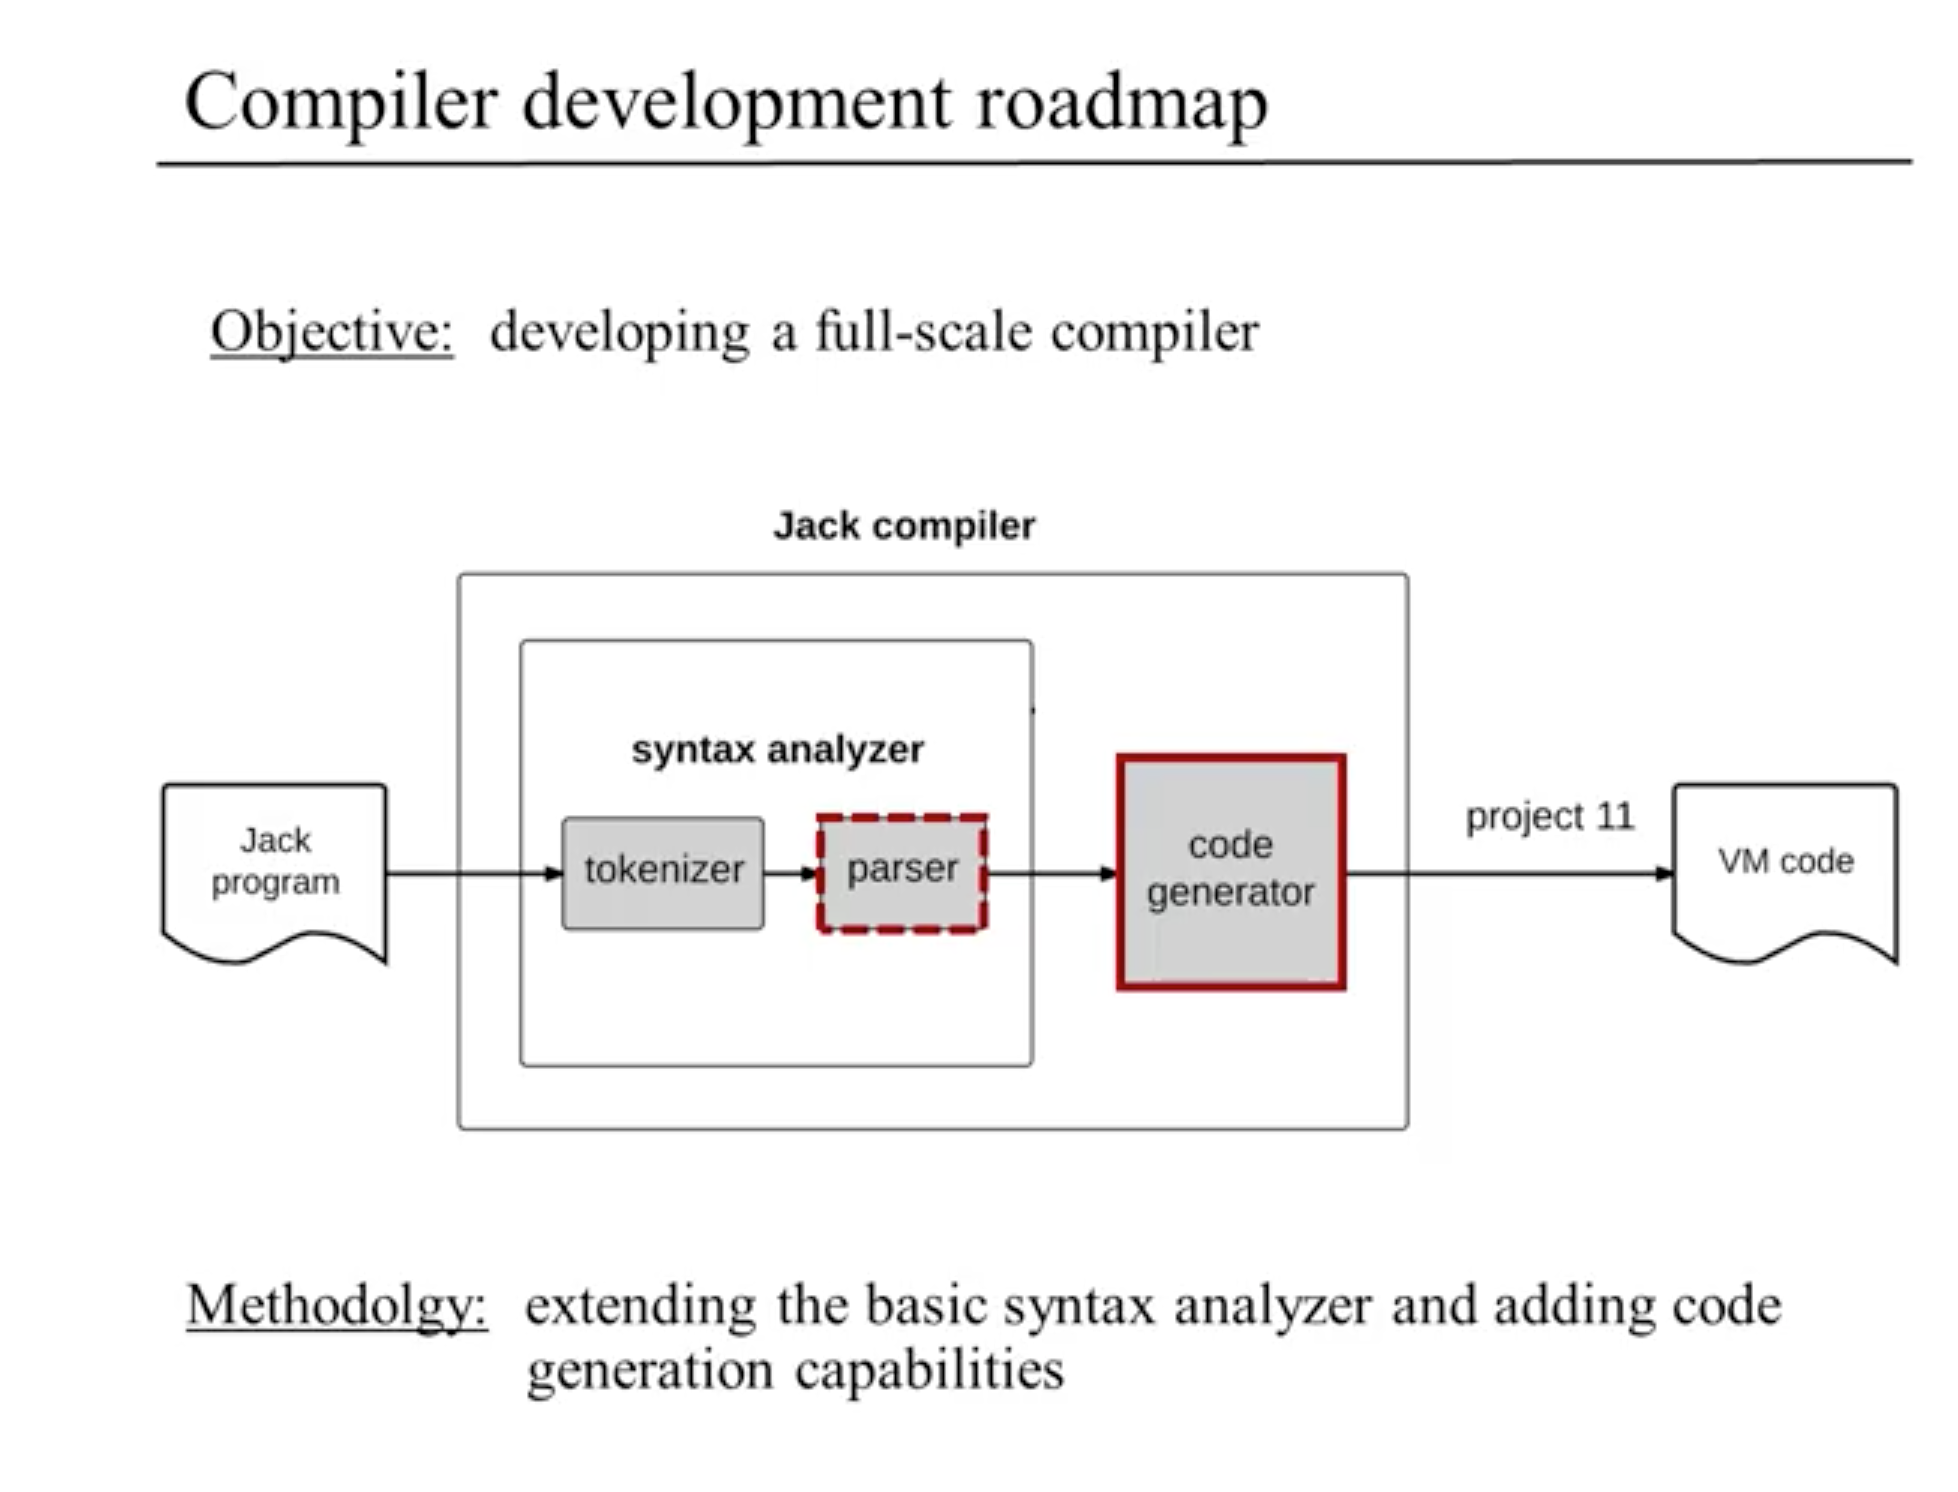 Compiler development roadmap
Objective: developing a full-scale compiler
Jack compiler
syntax analyzer
Jack
program
tokenizer
parser
code
generator
project 11
VM code
Methodolgy: extending the basic syntax analyzer and adding code
generation capabilities